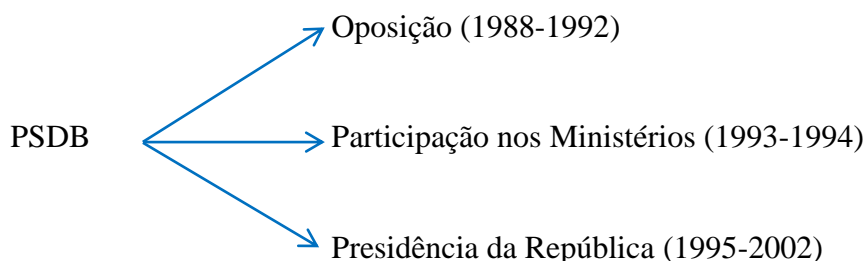 Oposição (1988-1992)
PSDB
Participação nos Ministérios (1993-1994)
Presidência da República (1995-2002)